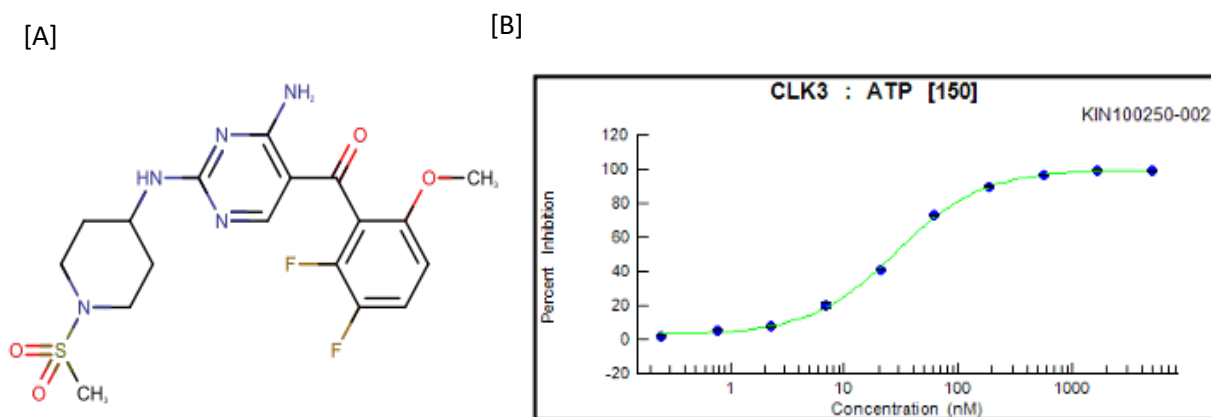 [A]
[B]
NH₂
N
O
HN
O
CH₃
N
F
N
F
O
S
O
CH₃
CLK3 : ATP [150]
KIN100250-002
120
100
80
60
40
20
0
-20
Percent Inhibition
1 10 100 1000
Concentration (nM)